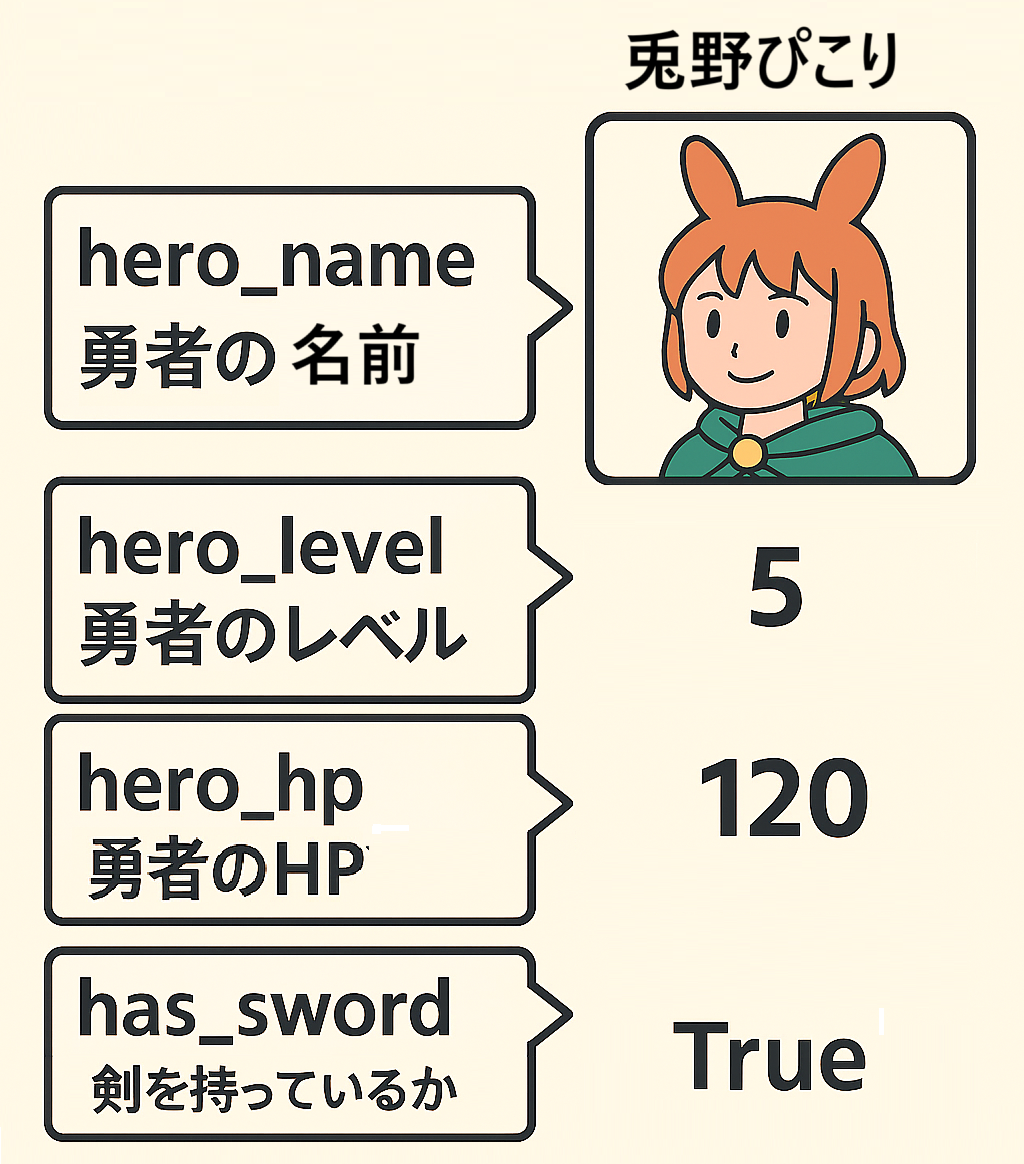 兎野ぴこり
hero_name
勇者の名前
hero_level
勇者のレベル
5
hero_hp
勇者のHP
120
has_sword
剣を持っているか
True